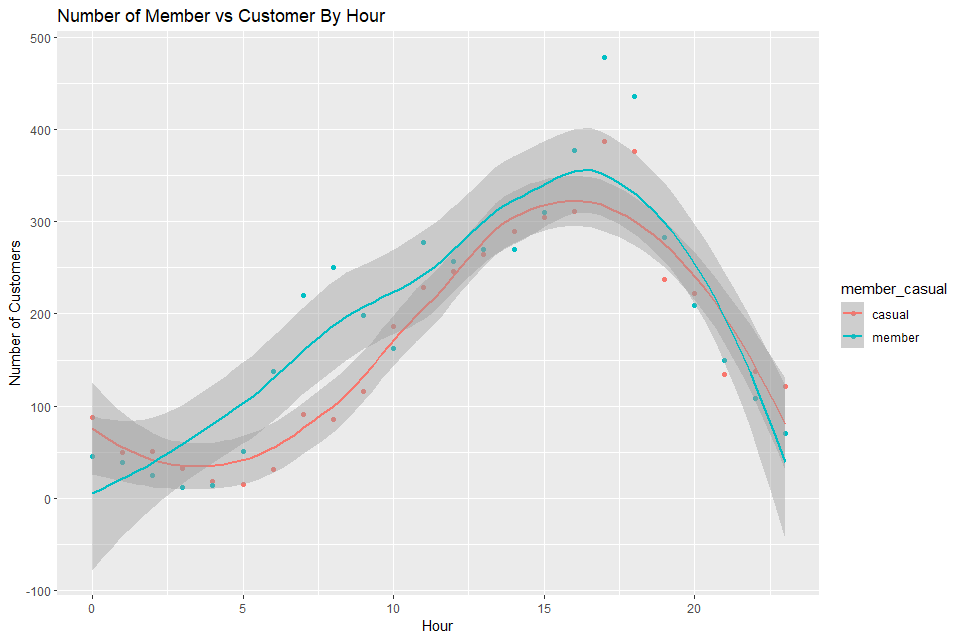 Number of Member vs Customer By Hour
Number of Customers
500
400
300
200
100
0
-100
0 5 10 15 20
Hour
member_casual
casual
member